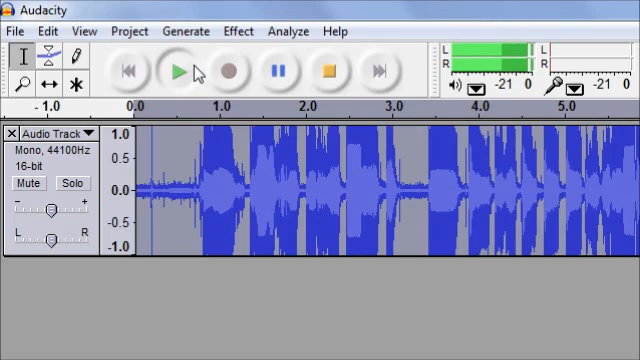 Audacity
File Edit View Project Generate Effect Analyze Help
L R -21 0 L R -21 0
- 1.0 0.0 1.0 2.0 3.0 4.0 5.0
Audio Track
Mono, 44100Hz
16-bit
Mute Solo
- +
L R
1.0
0.5
0.0
-0.5
-1.0